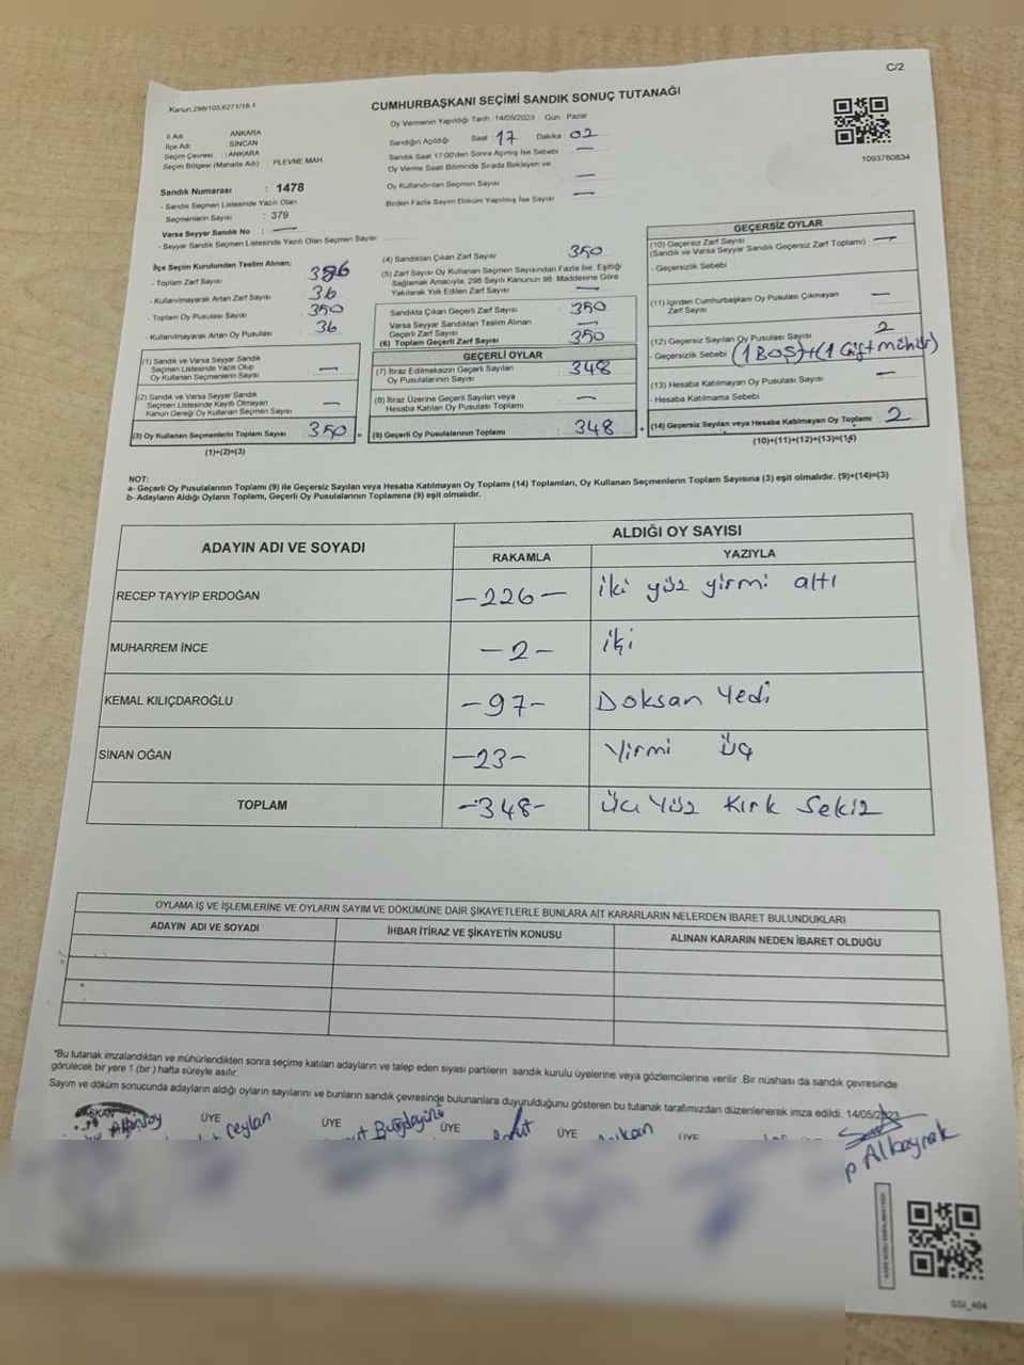 C/2
Kanun:298/103,6271/18.1
CUMHURBAŞKANI SEÇİMİ SANDIK SONUÇ TUTANAĞI
Oy Vermenin Yapıldığı Tarih :14/05/2023 Gün: Pazar
İl Adı : ANKARA
İlçe Adı : SİNCAN
Seçim Çevresi : ANKARA
Seçim Bölgesi (Mahalle Adı) : PLEVNE MAH.
Sandığın Açıldığı Saat 17 Dakika : 02
Sandık Saat 17:00'den Sonra Açılmış İse Sebebi —
Oy Verme Saati Bitiminde Sırada Bekleyen ve
Oy Kullandırılan Seçmen Sayısı —
Birden Fazla Sayım Döküm Yapılmış İse Sayısı —
1093760834
Sandık Numarası : 1478
- Sandık Seçmen Listesinde Yazılı Olan
Seçmenlerin Sayısı : 379
Varsa Seyyar Sandık No : —
- Seyyar Sandık Seçmen Listesinde Yazılı Olan Seçmen Sayısı
İlçe Seçim Kurulundan Teslim Alınan:
- Toplam Zarf Sayısı 386
- Kullanılmayarak Artan Zarf Sayısı 36
- Toplam Oy Pusulası Sayısı 350
- Kullanılmayarak Artan Oy Pusulası 36
(1) Sandık ve Varsa Seyyar Sandık
Seçmen Listesinde Yazılı Olup
Oy Kullanan Seçmenlerin Sayısı —
(2) Sandık ve Varsa Seyyar Sandık
Seçmen Listesinde Kayıtlı Olmayan
Kanun Gereği Oy Kullanan Seçmen Sayısı —
(3) Oy Kullanan Seçmenlerin Toplam Sayısı 350
(1)+(2)=(3)
(4) Sandıktan Çıkan Zarf Sayısı 350
(5) Zarf Sayısı Oy Kullanan Seçmen Sayısından Fazla İse, Eşitliği
Sağlamak Amacıyla, 298 Sayılı Kanunun 98. Maddesine Göre
Yakılarak Yok Edilen Zarf Sayısı —
Sandıkta Çıkan Geçerli Zarf Sayısı 350
Varsa Seyyar Sandıktan Teslim Alınan
Geçerli Zarf Sayısı —
(6) Toplam Geçerli Zarf Sayısı 350
GEÇERLİ OYLAR
(7) İtiraz Edilmeksizin Geçerli Sayılan
Oy Pusulalarının Sayısı 348
(8) İtiraz Üzerine Geçerli Sayılan veya
Hesaba Katılan Oy Pusulası Toplamı —
(9) Geçerli Oy Pusulalarının Toplamı 348
GEÇERSİZ OYLAR
(10) Geçersiz Zarf Sayısı
(Sandık ve Varsa Seyyar Sandık Geçersiz Zarf Toplamı) —
- Geçersizlik Sebebi
(11) İçinden Cumhurbaşkanı Oy Pusulası Çıkmayan
Zarf Sayısı —
(12) Geçersiz Sayılan Oy Pusulası Sayısı 2
- Geçersizlik Sebebi (1 BOŞ)+(1 Çift mühür)
(13) Hesaba Katılmayan Oy Pusulası Sayısı —
- Hesaba Katılmama Sebebi
(14) Geçersiz Sayılan veya Hesaba Katılmayan Oy Toplamı 2
(10)+(11)+(12)+(13)=(14)
NOT:
a- Geçerli Oy Pusulalarının Toplamı (9) ile Geçersiz Sayılan veya Hesaba Katılmayan Oy Toplamı (14) Toplamları, Oy Kullanan Seçmenlerin Toplam Sayısına (3) eşit olmalıdır. (9)+(14)=(3)
b- Adayların Aldığı Oyların Toplamı, Geçerli Oy Pusulalarının Toplamına (9) eşit olmalıdır.
ADAYIN ADI VE SOYADI ALDIĞI OY SAYISI
RAKAMLA YAZIYLA
RECEP TAYYİP ERDOĞAN -226- iki yüz yirmi altı
MUHARREM İNCE -2- iki
KEMAL KILIÇDAROĞLU -97- Doksan Yedi
SİNAN OĞAN -23- Yirmi Üç
TOPLAM -348- Üç Yüz Kırk Sekiz
OYLAMA İŞ VE İŞLEMLERİNE VE OYLARIN SAYIM VE DÖKÜMÜNE DAİR ŞİKAYETLERLE BUNLARA AİT KARARLARIN NELERDEN İBARET BULUNDUKLARI
ADAYIN ADI VE SOYADI İHBAR İTİRAZ VE ŞİKAYETİN KONUSU ALINAN KARARIN NEDEN İBARET OLDUĞU
*Bu tutanak imzalandıktan ve mühürlendikten sonra seçime katılan adayların ve talep eden siyasi partilerin sandık kurulu üyelerine veya gözlemcilerine verilir. Bir nüshası da sandık çevresinde
görülecek bir yere 1 (bir) hafta süreyle asılır.
Sayım ve döküm sonucunda adayların aldığı oyların sayılarını ve bunların sandık çevresinde bulunanlara duyurulduğunu gösteren bu tutanak tarafımızdan düzenlenerek imza edildi. 14/05/2023
BAŞKAN ÜYE ÜYE ÜYE ÜYE ÜYE
Ceylan
Albayrak